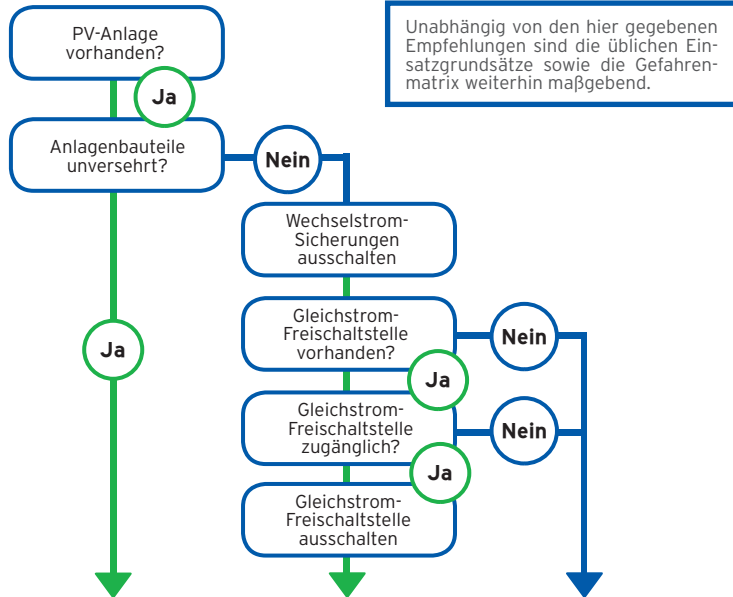 PV-Anlage
vorhanden?
Unabhängig von den hier gegebenen
Empfehlungen sind die üblichen Ein-
satzgrundsätze sowie die Gefahren-
matrix weiterhin maßgebend.
Ja
Anlagenbauteile
unversehrt?
Nein
Wechselstrom-
Sicherungen
ausschalten
Gleichstrom-
Freischaltstelle
vorhanden?
Nein
Ja
Ja
Gleichstrom-
Freischaltstelle
zugänglich?
Nein
Ja
Gleichstrom-
Freischaltstelle
ausschalten